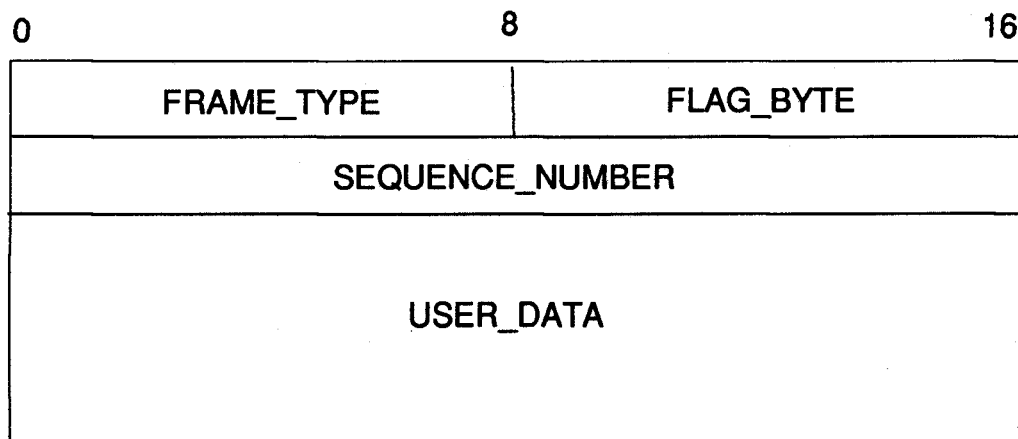 0 8 16
FRAME_TYPE FLAG_BYTE
SEQUENCE_NUMBER
USER_DATA